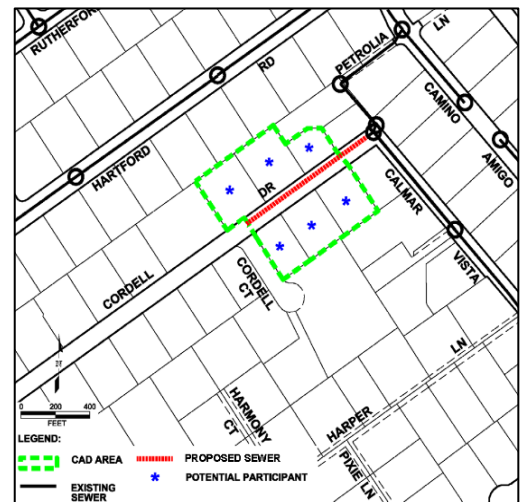 RUTHERFORD
LN
PETROLIA
RD
CAMINO
HARTFORD
AMIGO
DR
CALMAR
CORDELL
CORDELL
CT
VISTA
LN
HARMONY
CT
HARPER
PIXIE LN
0 200 400
FEET
LEGEND:
CAD AREA
PROPOSED SEWER
POTENTIAL PARTICIPANT
EXISTING
SEWER